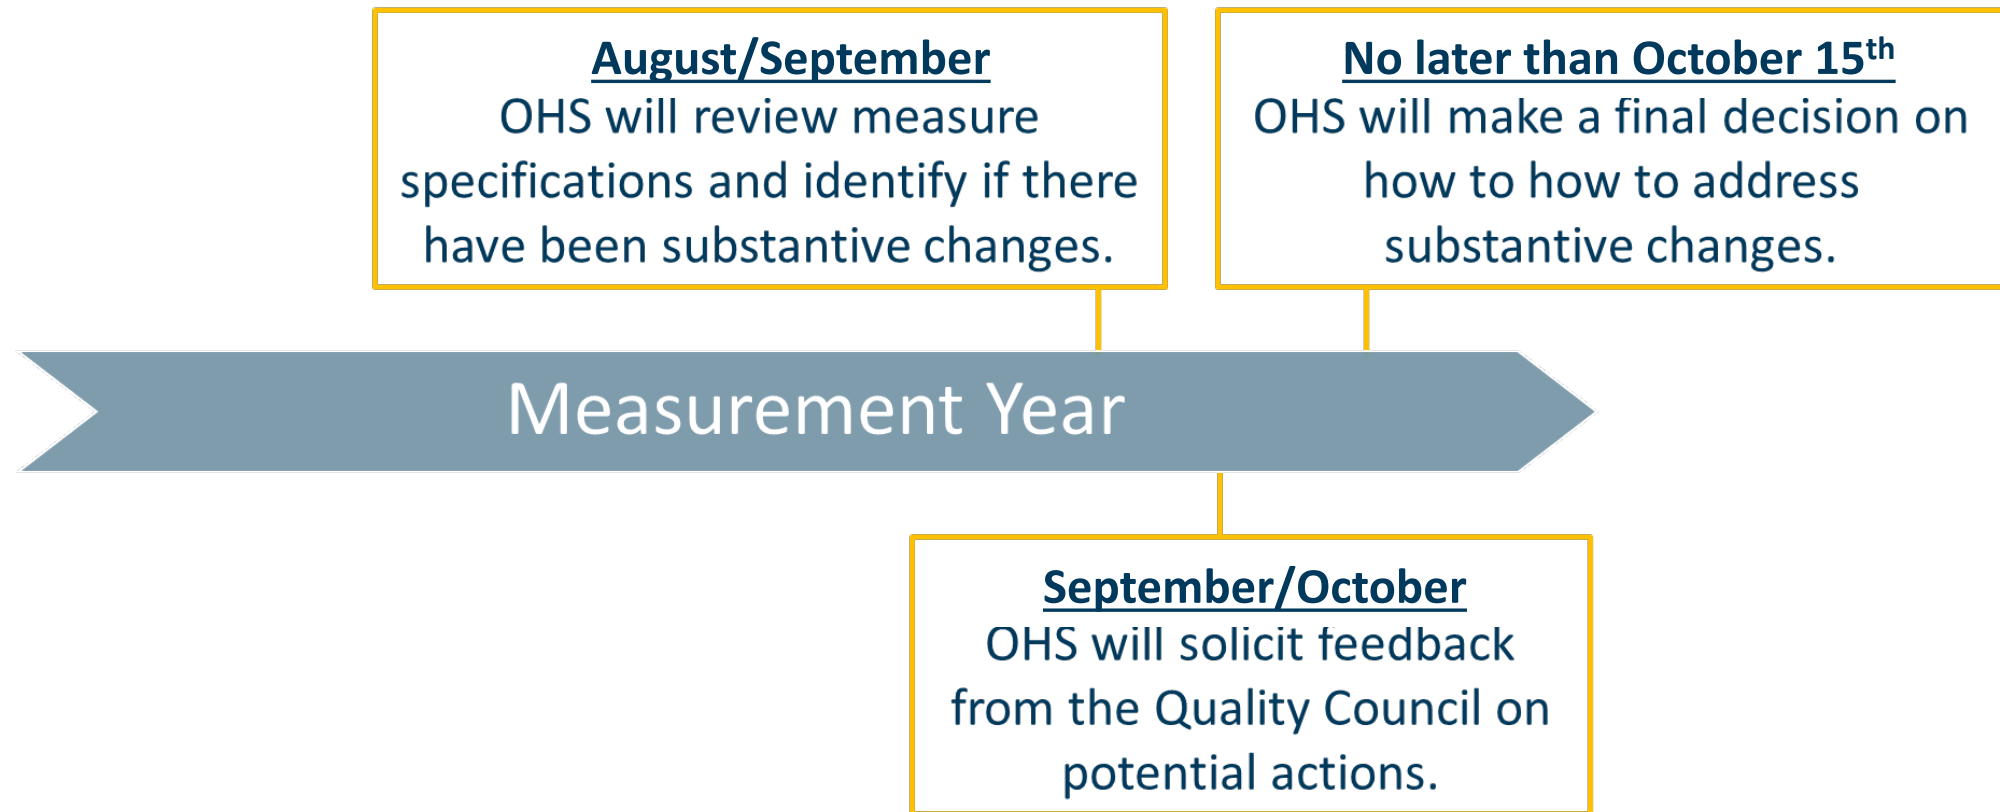 August/September
OHS will review measure
specifications and identify if there
have been substantive changes.
No later than October 15th
OHS will make a final decision on
how to how to address
substantive changes.
Measurement Year
September/October
OHS will solicit feedback
from the Quality Council on
potential actions.